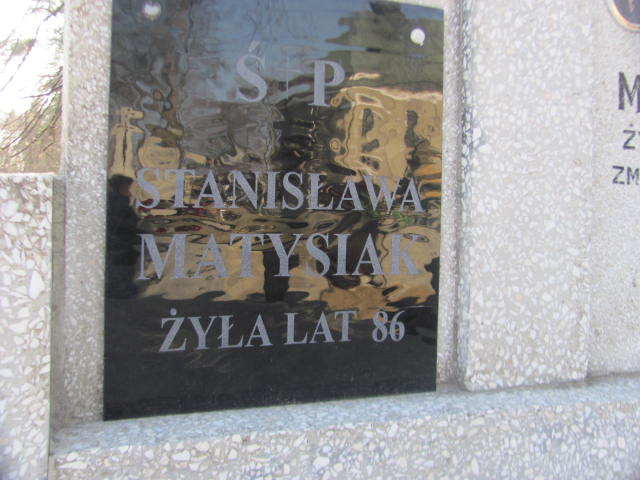 Ś P
STANISŁAWA
MATYSIAK
ŻYŁA LAT 86